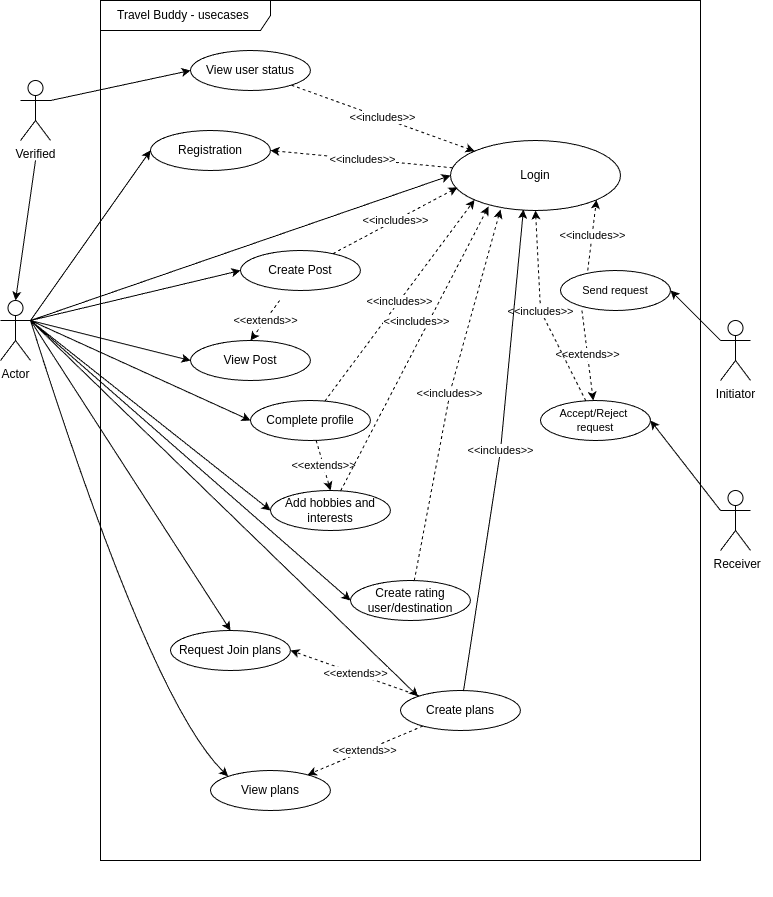 Travel Buddy - usecases
View user status
<<includes>>
Verified
Registration
<<includes>>
Login
<<includes>>
<<includes>>
Create Post
Send request
<<includes>>
<<includes>>
<<extends>>
<<includes>>
View Post
<<extends>>
Actor
Initiator
<<includes>>
Complete profile
Accept/Reject
request
<<includes>>
<<extends>>
Add hobbies and
interests
Receiver
Create rating
user/destination
Request Join plans
<<extends>>
Create plans
<<extends>>
View plans